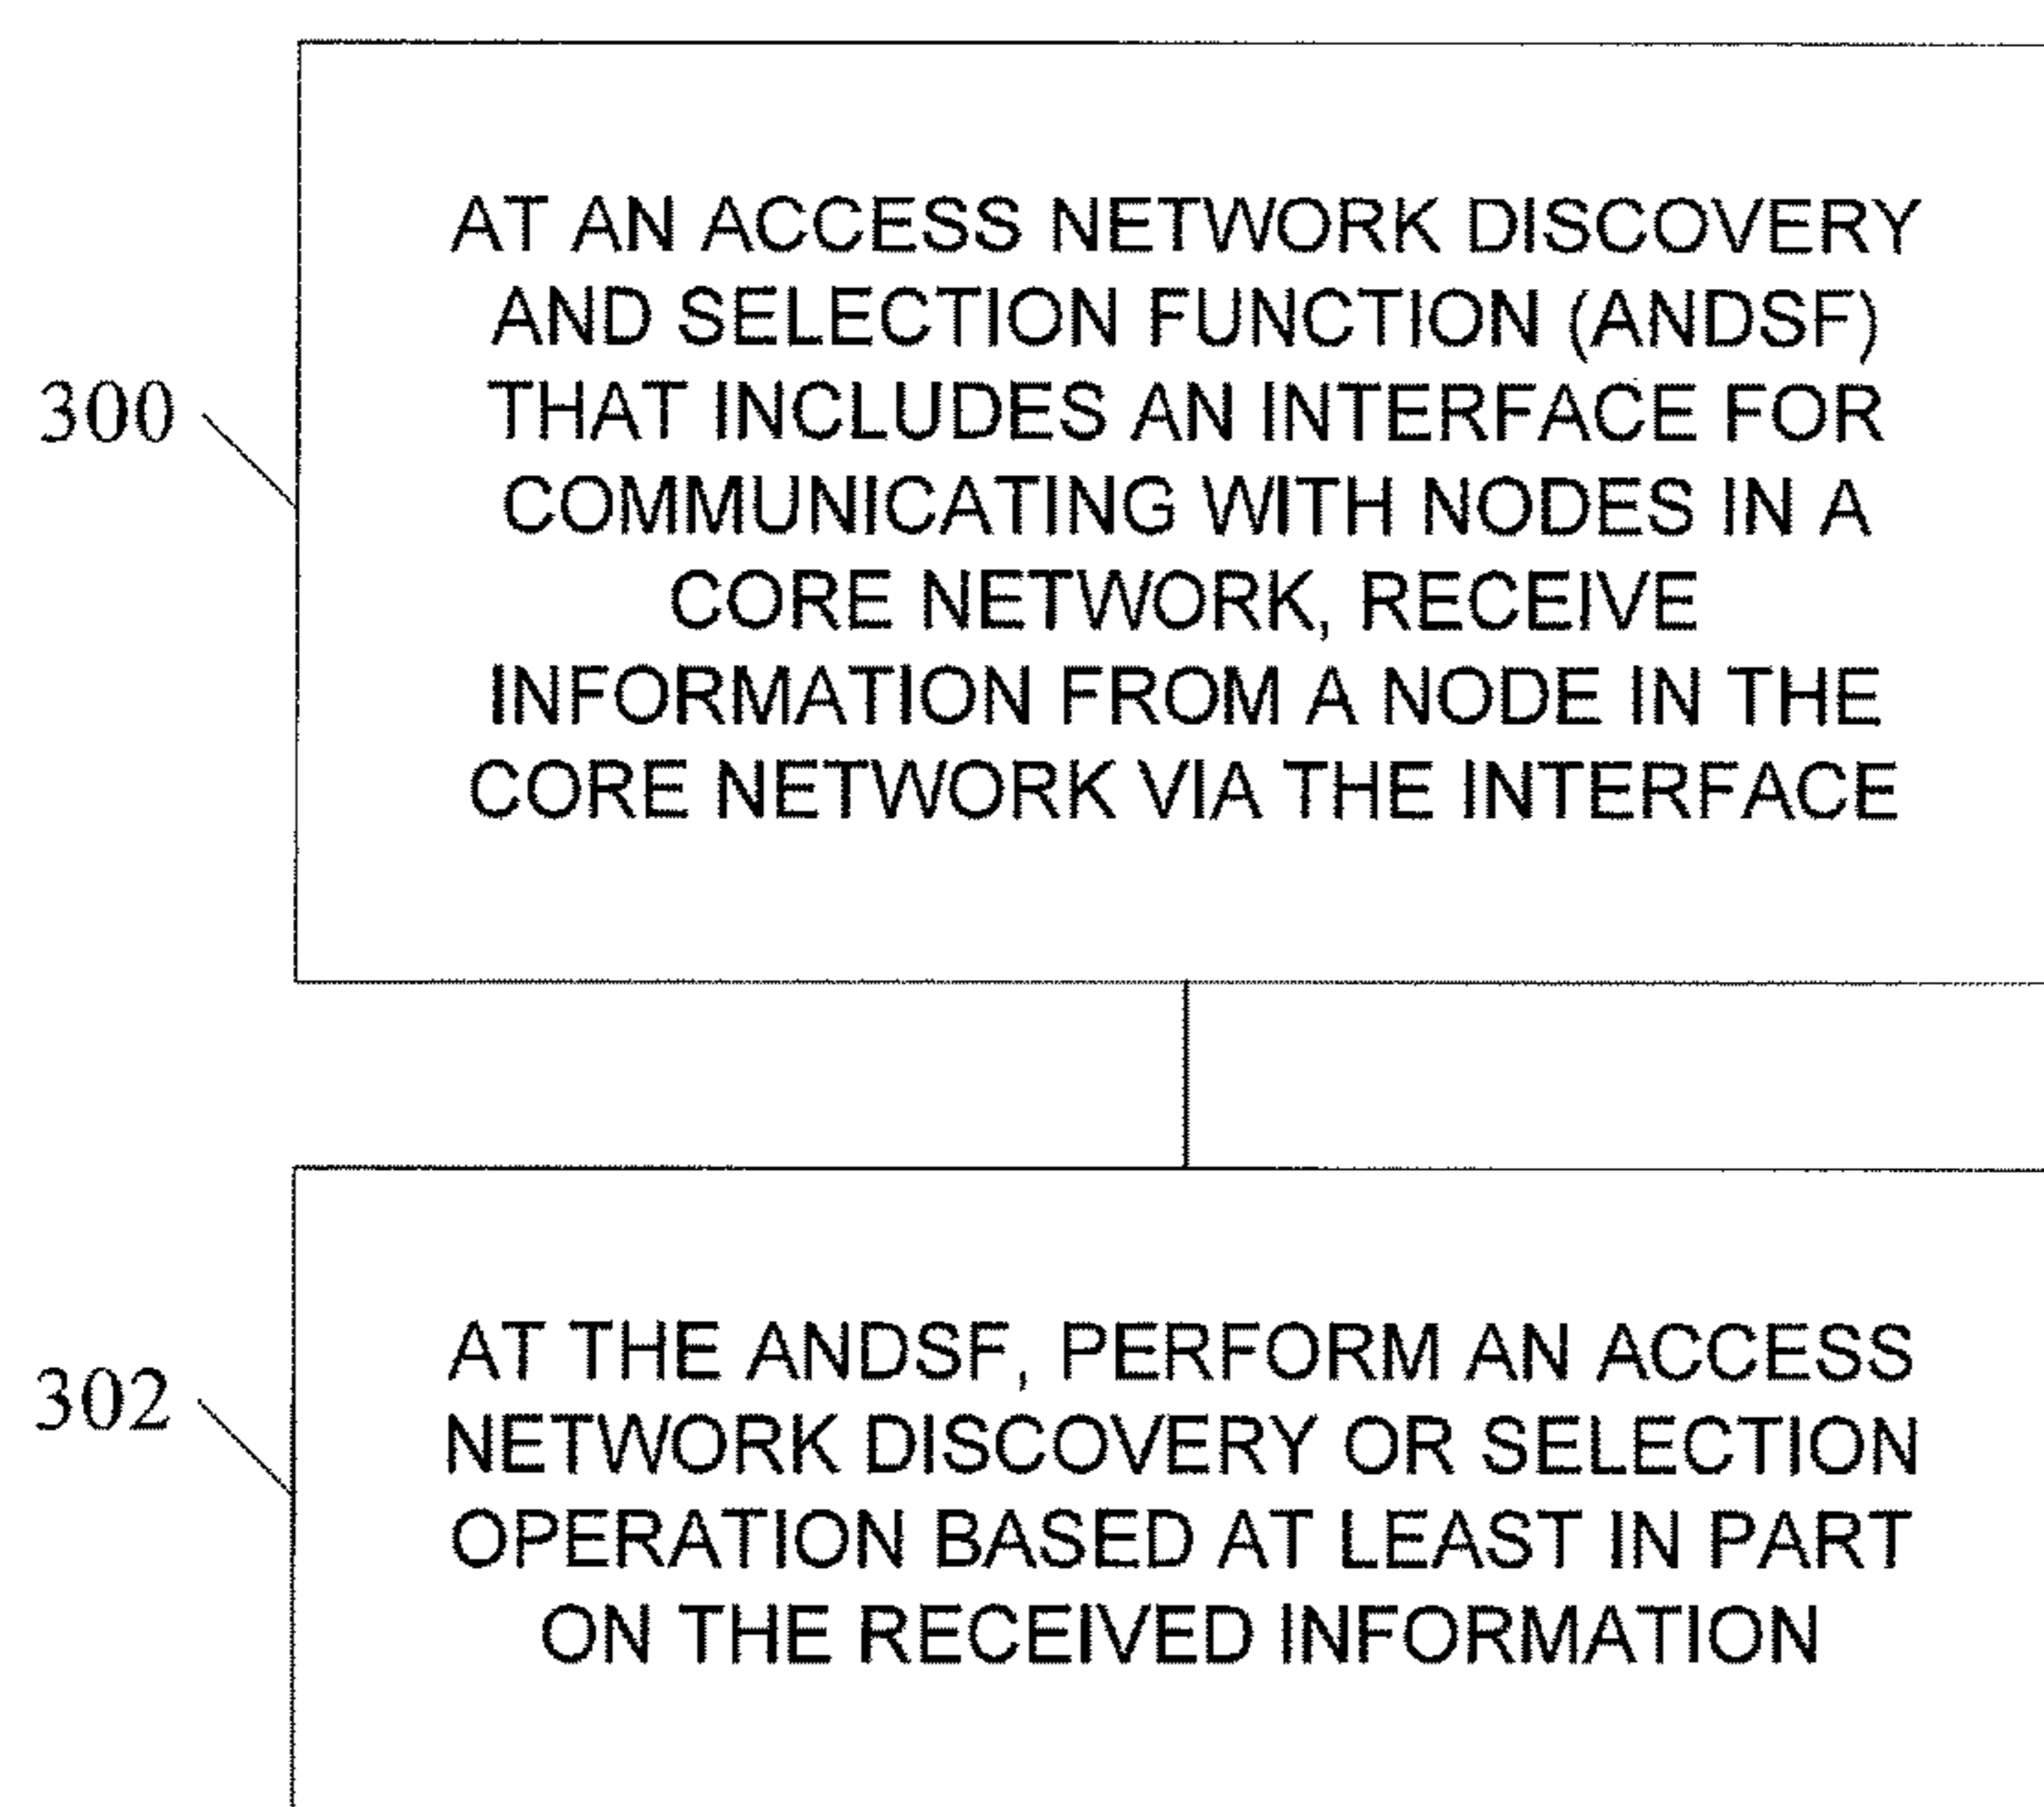 AT AN ACCESS NETWORK DISCOVERY
AND SELECTION FUNCTION (ANDSF)
THAT INCLUDES AN INTERFACE FOR
300
COMMUNICATING WITH NODES IN A
CORE NETWORK, RECEIVE
INFORMATION FROM A NODE IN THE
CORE NETWORK VIA THE INTERFACE
AT THE ANDSF, PERFORM AN ACCESS
302
NETWORK DISCOVERY OR SELECTION
OPERATION BASED AT LEAST IN PART
ON THE RECEIVED INFORMATION